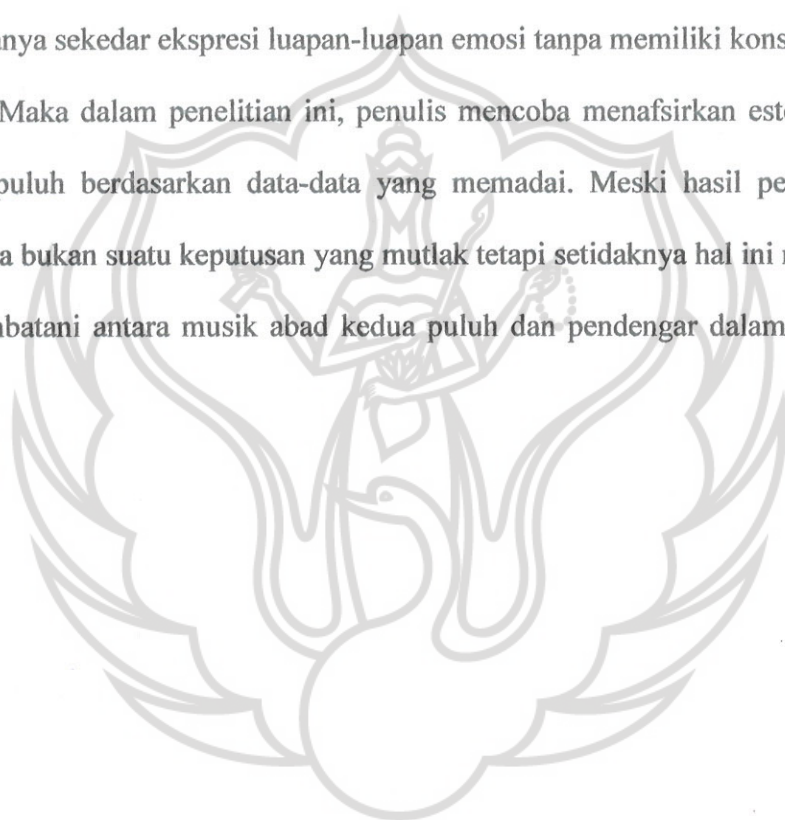 nya sekedar ekspresi luapan-luapan emosi tanpa memiliki kons
Maka dalam penelitian ini, penulis mencoba menafsirkan est
puluh berdasarkan data-data yang memadai. Meski hasil pe
a bukan suatu keputusan yang mutlak tetapi setidaknya hal ini
batani antara musik abad kedua puluh dan pendengar dalam